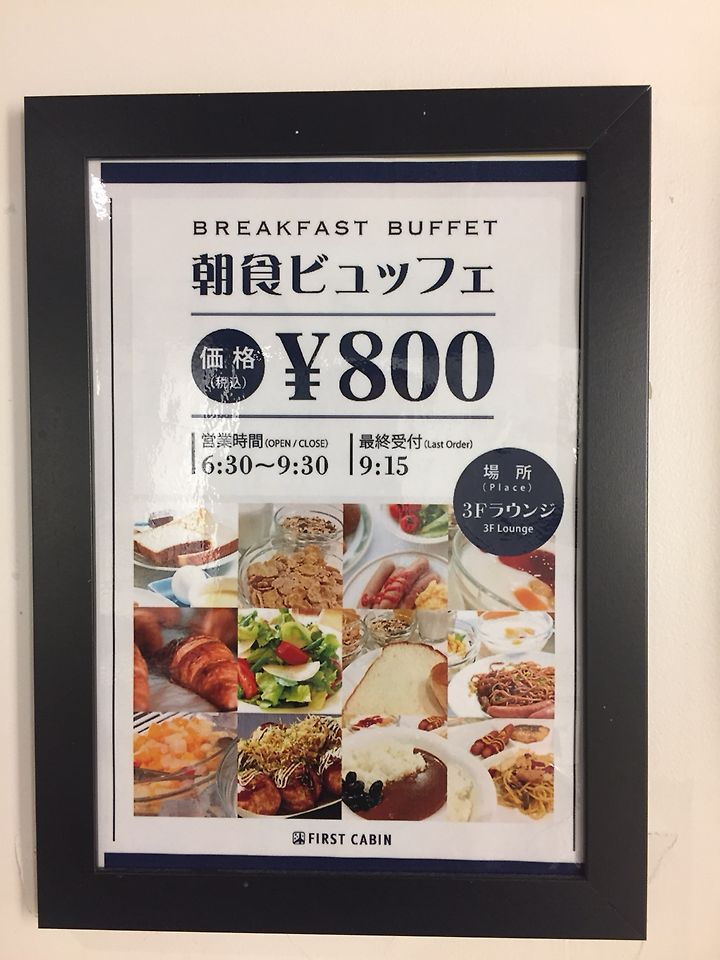 BREAKFAST BUFFET
朝食ビュッフェ
価格
(税込)
¥800
営業時間(OPEN / CLOSE)
6:30〜9:30
最終受付(Last Order)
9:15
場所
(Place)
3Fラウンジ
3F Lounge
FIRST CABIN